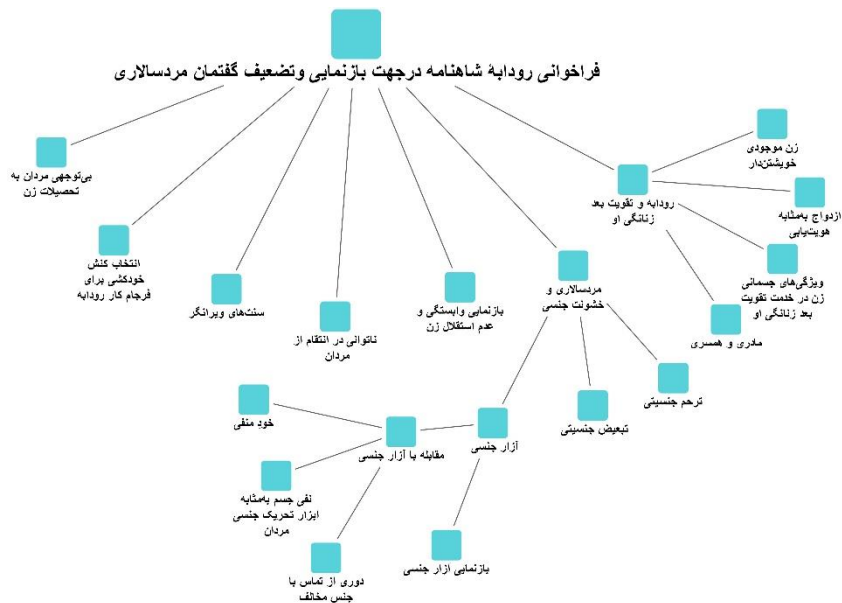 فراخوانی رودابۀ شاهنامه درجهت بازنمایی وتضعیف گفتمان مردسالاری
زن موجودی
خویشتن‌دار
بی‌توجهی مردان به
تحصیلات زن
رودابه و تقویت بعد
زنانگی او
ازدواج به‌مثابه
هویت‌یابی
انتخاب کنش
خودکشی برای
فرجام کار رودابه
ویژگی‌های جسمانی
زن در خدمت تقویت
بعد زنانگی او
مردسالاری و
خشونت جنسی
سنت‌های ویرانگر
بازنمایی وابستگی و
عدم استقلال زن
ناتوانی در انتقام از
مردان
مادری و همسری
ترحم جنسیتی
تبعیض جنسیتی
آزار جنسی
مقابله با آزار جنسی
خودِ منفی
نفی جسم به‌مثابه
ابزار تحریک جنسی
مردان
بازنمایی ازار جنسی
دوری از تماس با
جنس مخالف